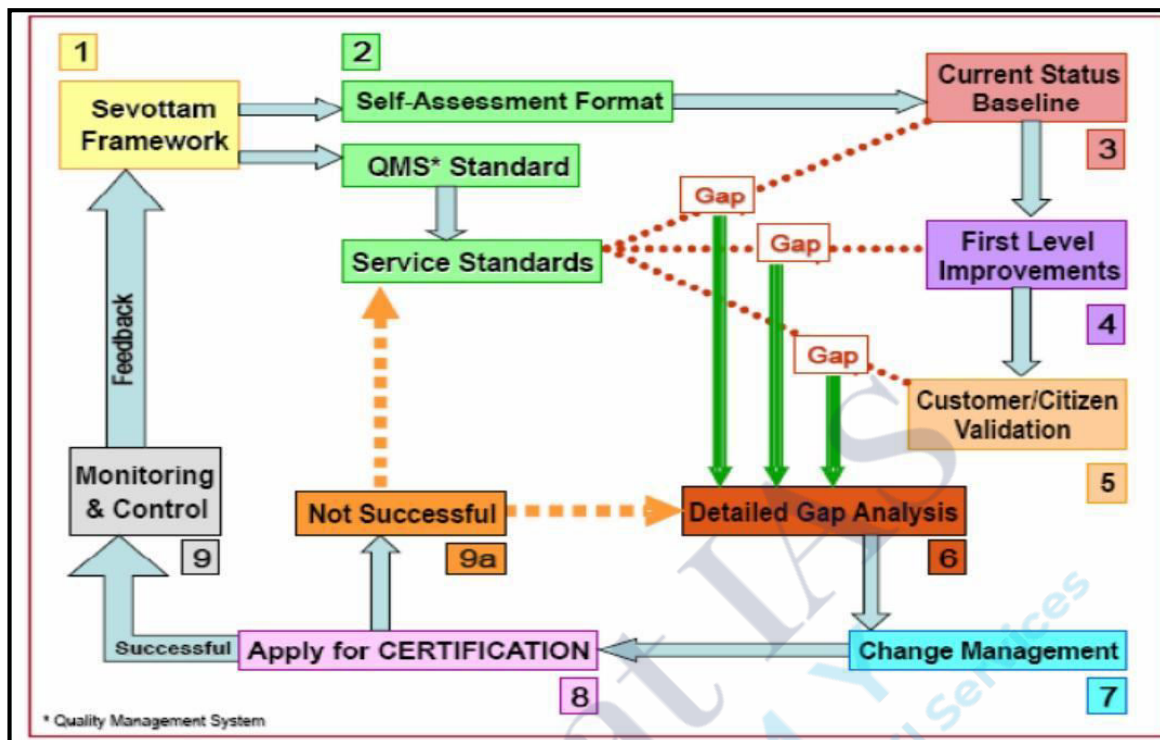 1
Sevottam
Framework
2
Self-Assessment Format
QMS* Standard
Service Standards
Current Status
Baseline
3
Gap
Gap
Gap
First Level
Improvements
4
Customer/Citizen
Validation
5
Feedback
Monitoring
& Control
9
Not Successful
9a
Detailed Gap Analysis
6
Successful
Apply for CERTIFICATION
8
Change Management
7
* Quality Management System
IAS
Services